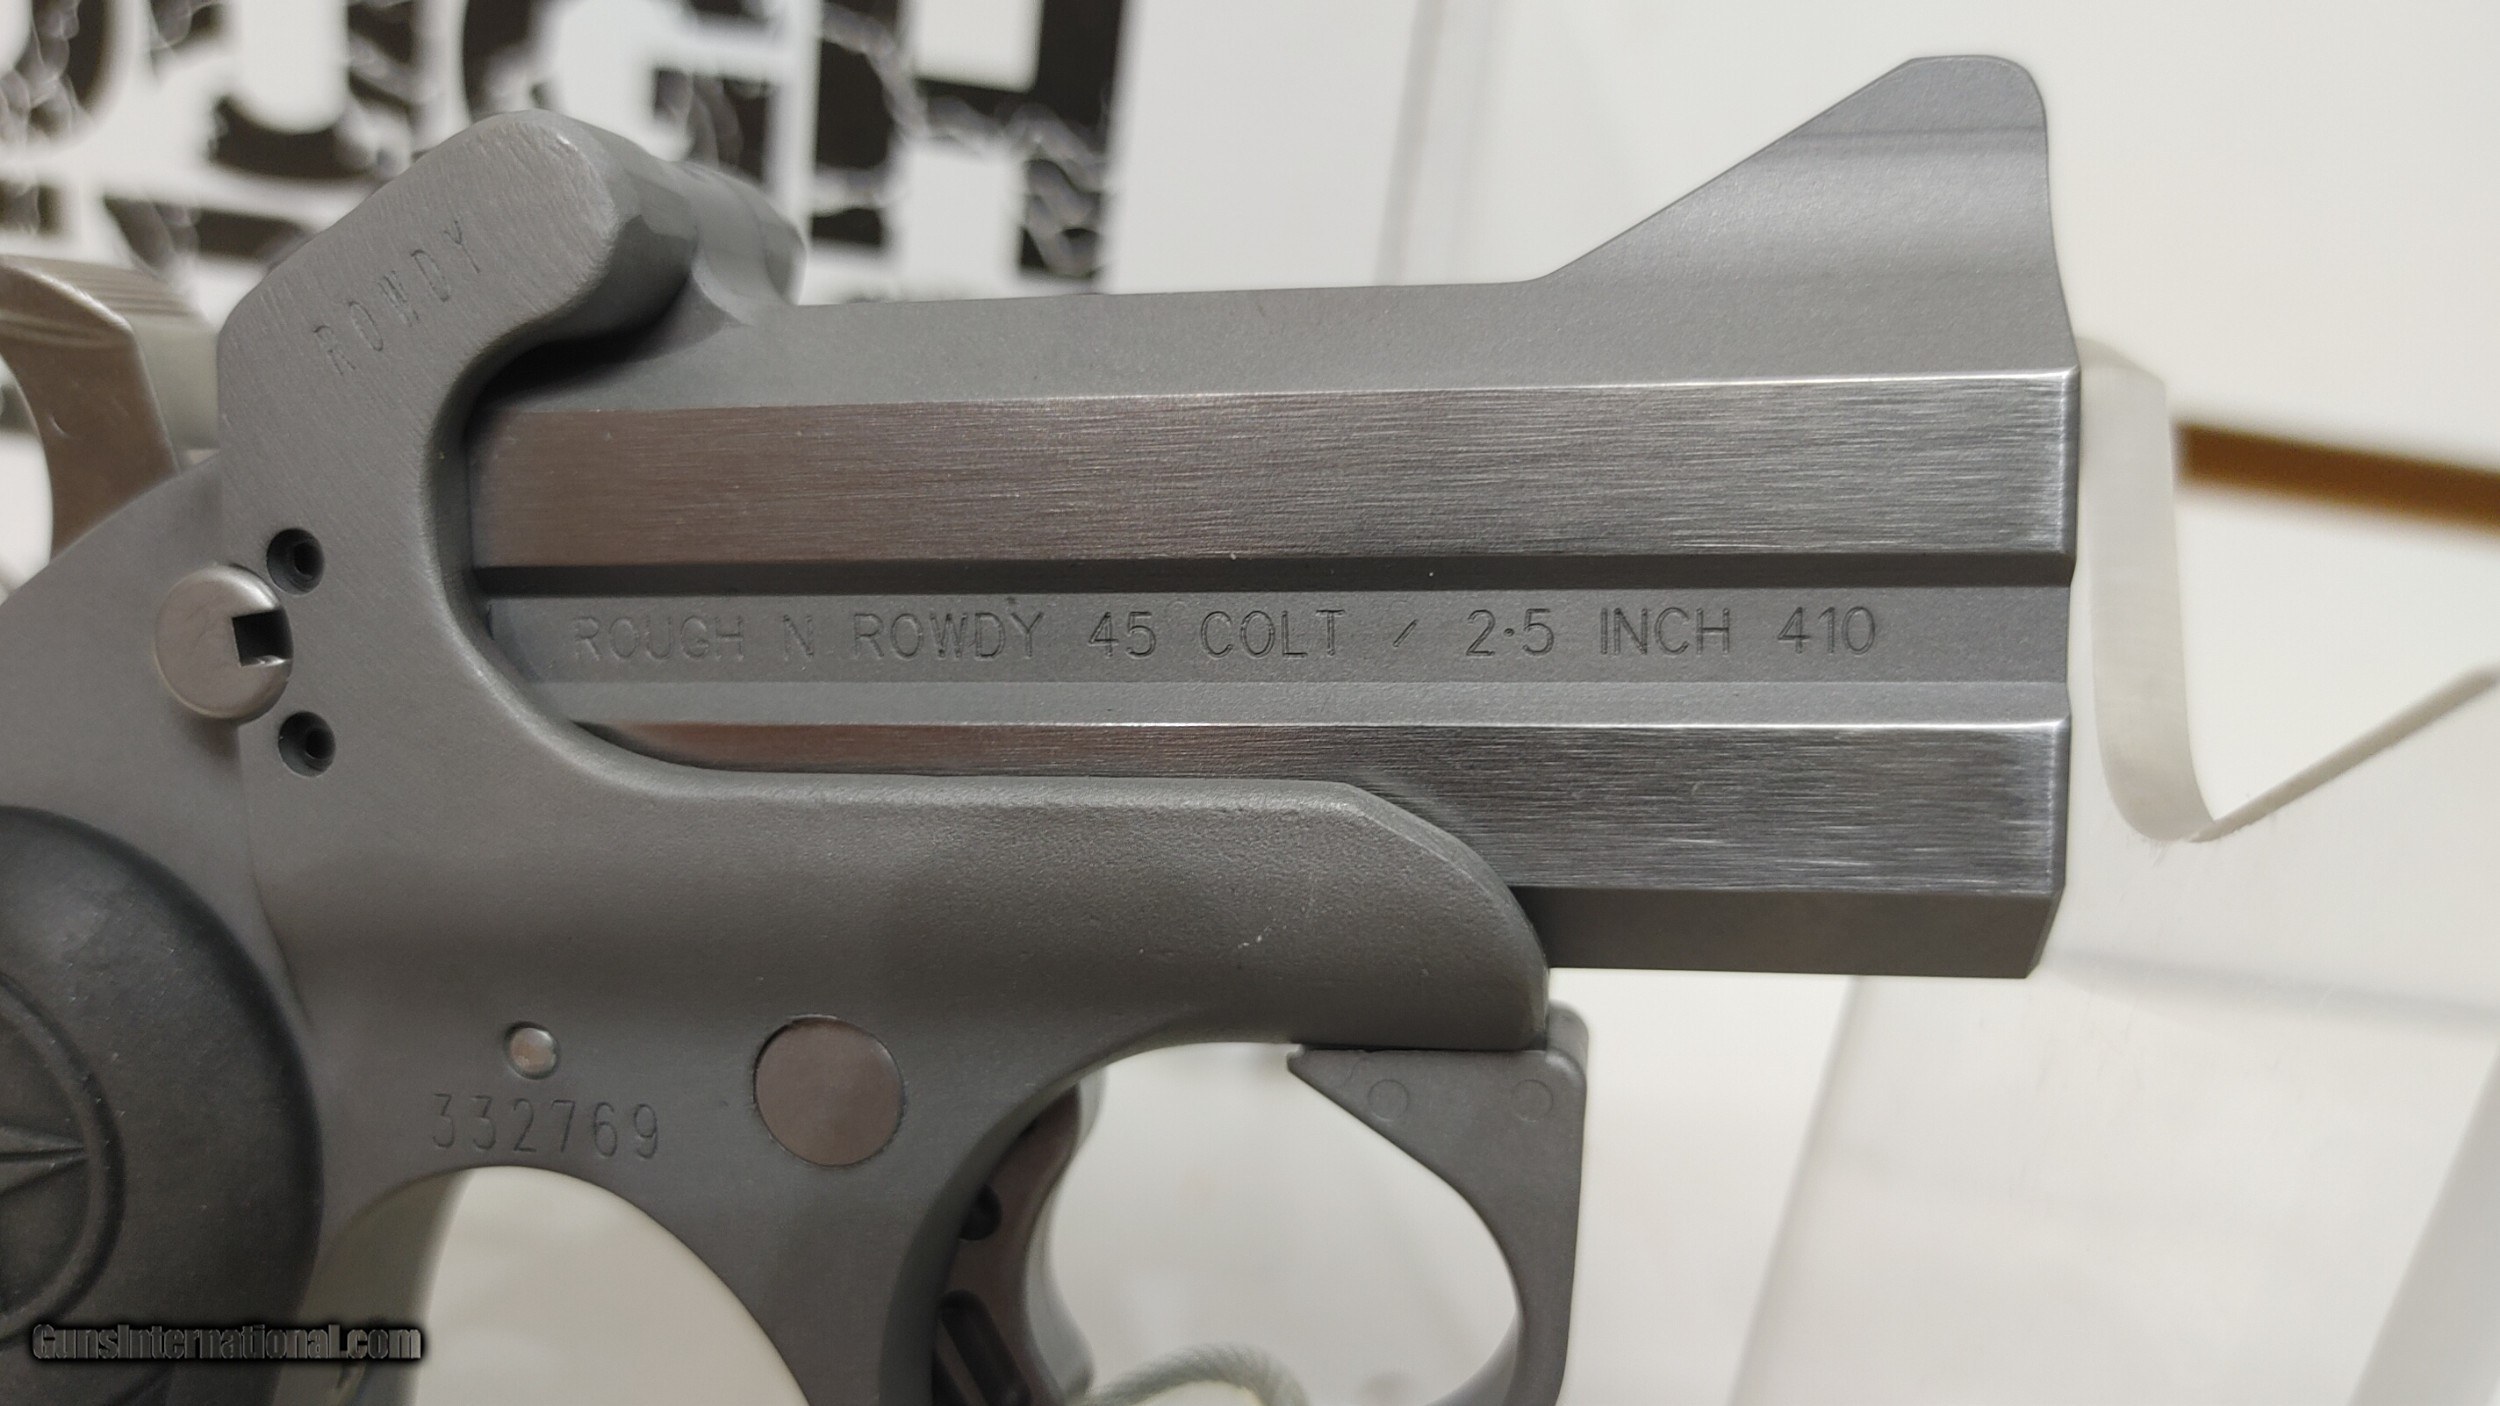 ROWDY
ROUGH N ROWDY 45 COLT / 2.5 INCH 410
332769
GunsInternational.com